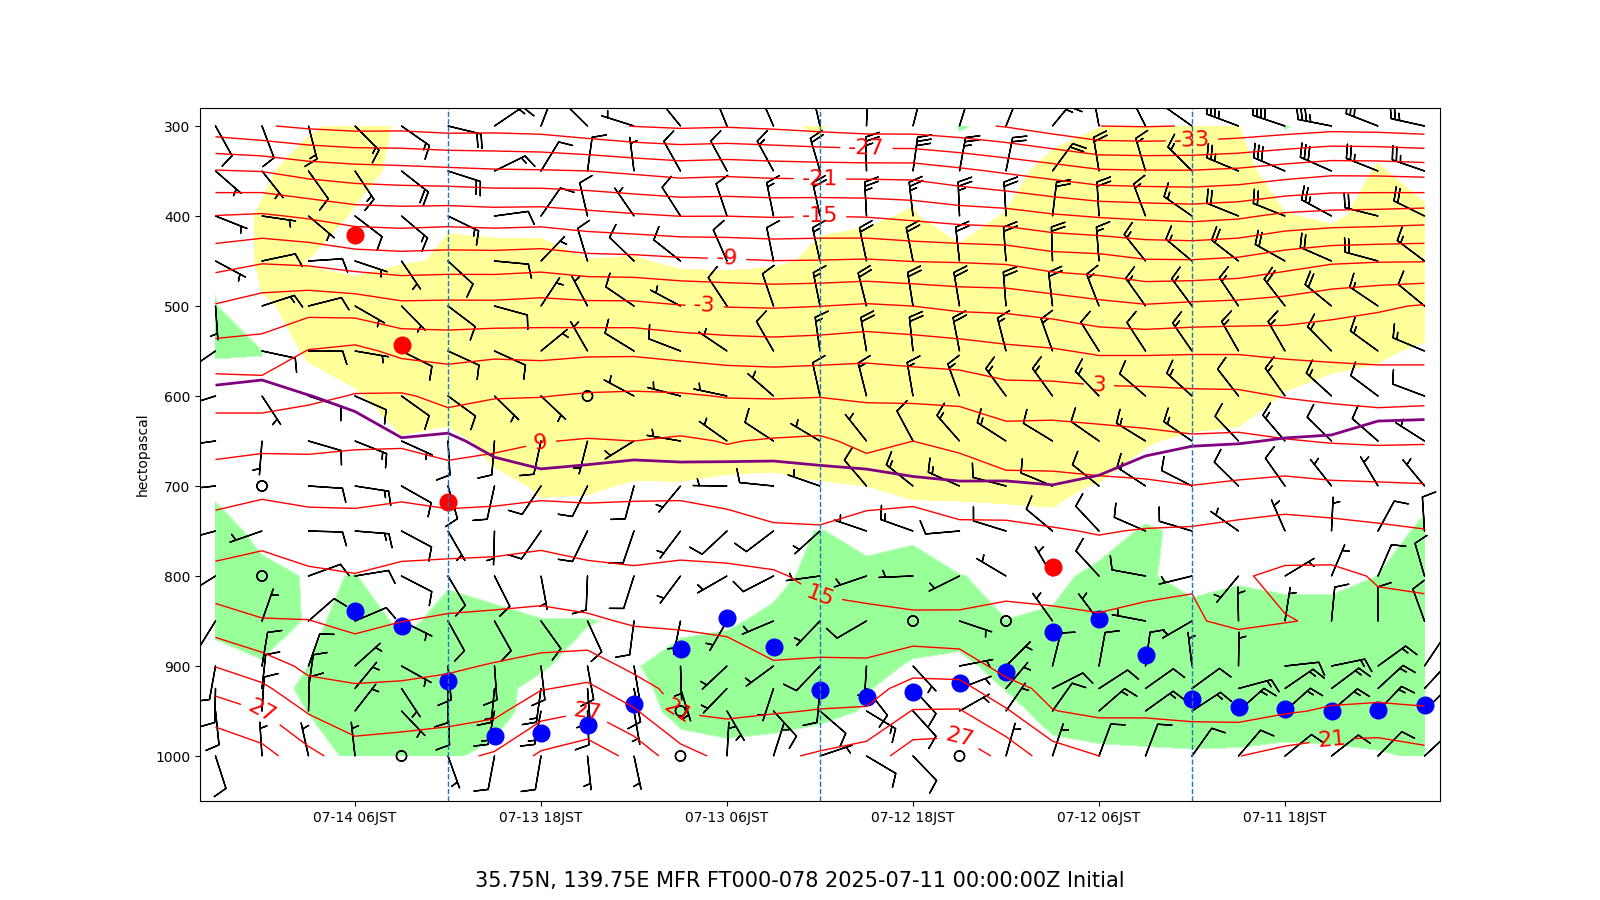 300
400
500
600
700
800
900
1000
hectopascal
-33
-27
-21
-15
-9
-3
3
9
15
27
27
21
27
21
07-14 06JST
07-13 18JST
07-13 06JST
07-12 18JST
07-12 06JST
07-11 18JST
35.75N, 139.75E MFR FT000-078 2025-07-11 00:00:00Z Initial